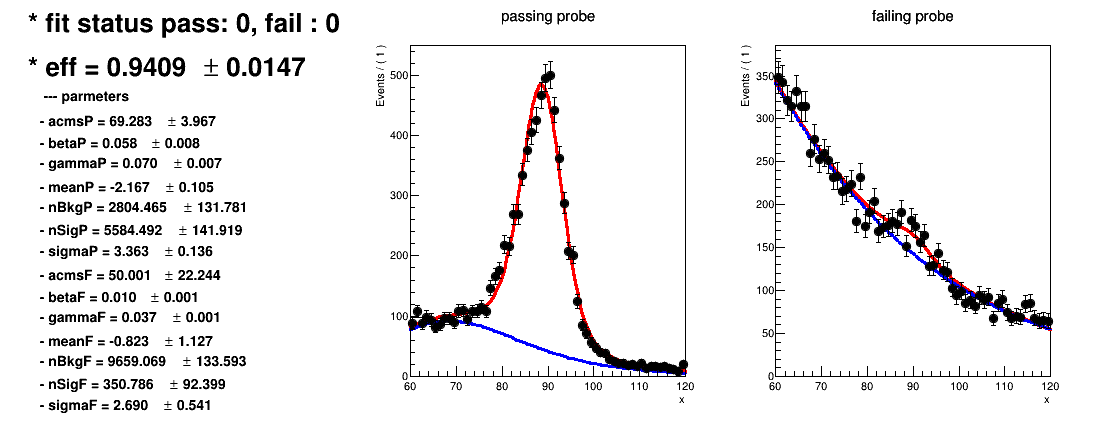 * fit status pass: 0, fail : 0
* eff = 0.9409 ± 0.0147
--- parmeters
- acmsP = 69.283 ± 3.967
- betaP = 0.058 ± 0.008
- gammaP = 0.070 ± 0.007
- meanP = -2.167 ± 0.105
- nBkgP = 2804.465 ± 131.781
- nSigP = 5584.492 ± 141.919
- sigmaP = 3.363 ± 0.136
- acmsF = 50.001 ± 22.244
- betaF = 0.010 ± 0.001
- gammaF = 0.037 ± 0.001
- meanF = -0.823 ± 1.127
- nBkgF = 9659.069 ± 133.593
- nSigF = 350.786 ± 92.399
- sigmaF = 2.690 ± 0.541
passing probe
Events / ( 1 )
500
400
300
200
100
0
60 70 80 90 100 110 120
x
failing probe
Events / ( 1 )
350
300
250
200
150
100
50
0
60 70 80 90 100 110 120
x